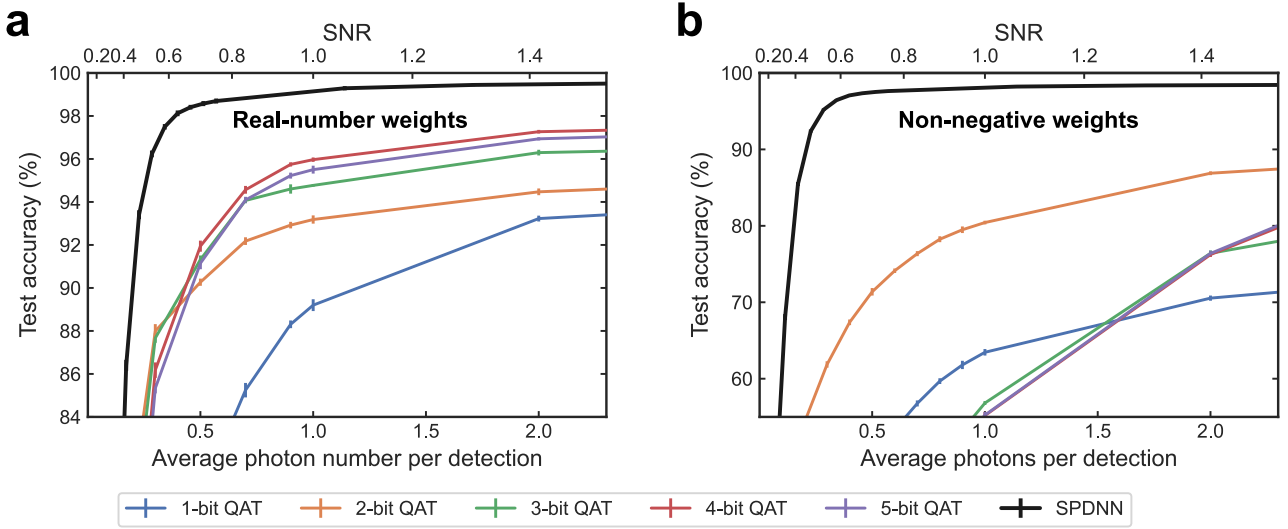 a
SNR
0.20 0.4 0.6 0.8 1.0 1.2 1.4
100
98
96
94
92
90
88
86
84
Test accuracy (%)
Real-number weights
0.5 1.0 1.5 2.0
Average photon number per detection
b
SNR
0.20 0.4 0.6 0.8 1.0 1.2 1.4
100
90
80
70
60
Test accuracy (%)
Non-negative weights
0.5 1.0 1.5 2.0
Average photons per detection
1-bit QAT 2-bit QAT 3-bit QAT 4-bit QAT 5-bit QAT SPDNN